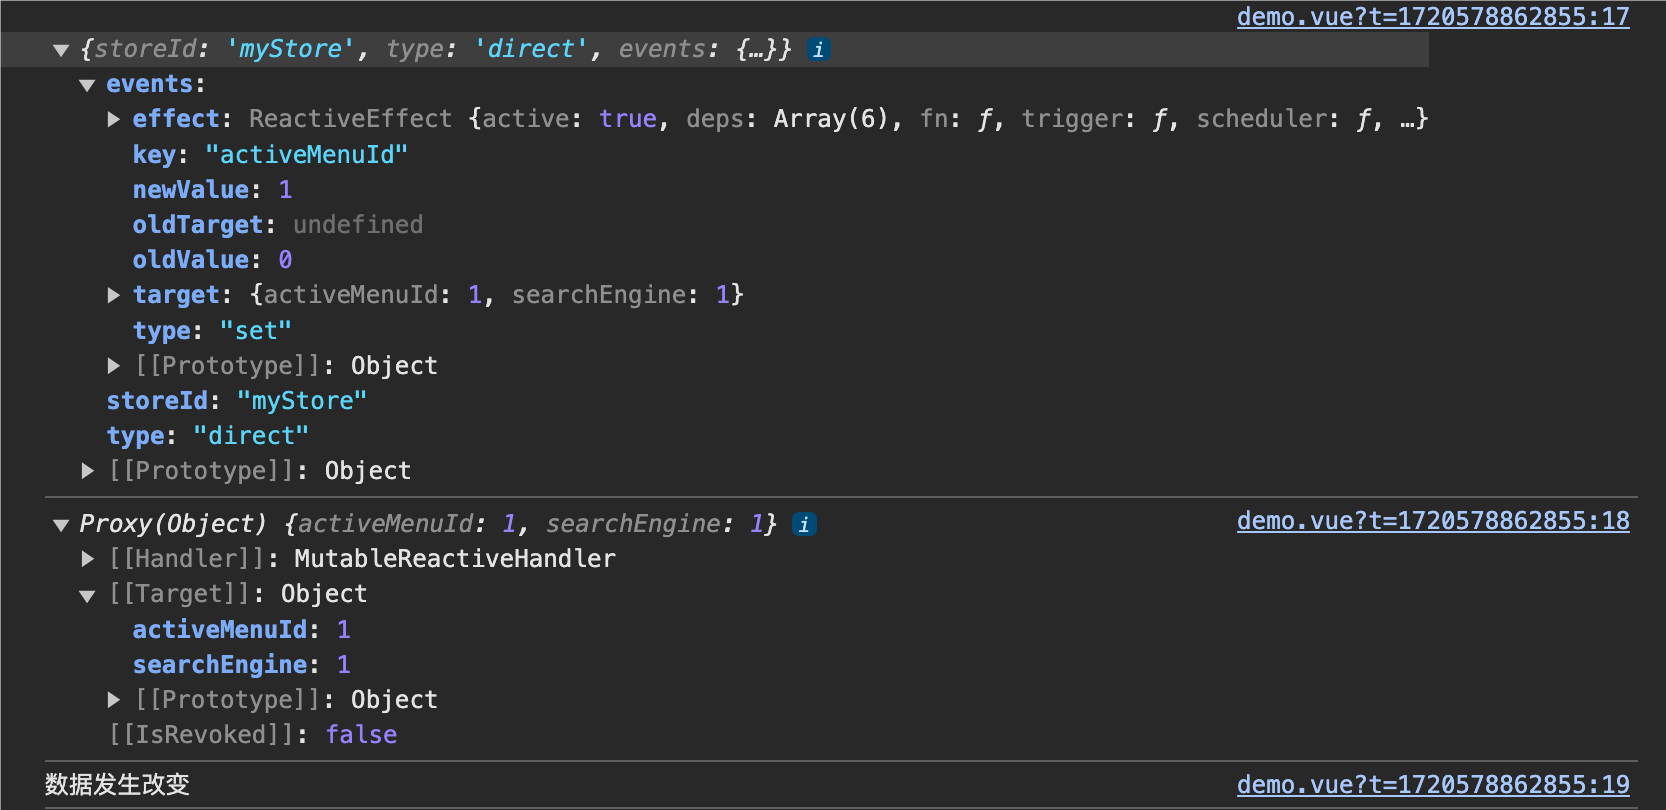 demo.vue?t=1720578862855:17
▼ {storeId: 'myStore', type: 'direct', events: {…}} i
▼ events:
▶ effect: ReactiveEffect {active: true, deps: Array(6), fn: ƒ, trigger: ƒ, scheduler: ƒ, …}
key: "activeMenuId"
newValue: 1
oldTarget: undefined
oldValue: 0
▶ target: {activeMenuId: 1, searchEngine: 1}
type: "set"
▶ [[Prototype]]: Object
storeId: "myStore"
type: "direct"
▶ [[Prototype]]: Object
▼ Proxy(Object) {activeMenuId: 1, searchEngine: 1} i demo.vue?t=1720578862855:18
▶ [[Handler]]: MutableReactiveHandler
▼ [[Target]]: Object
activeMenuId: 1
searchEngine: 1
▶ [[Prototype]]: Object
[[IsRevoked]]: false
数据发生改变 demo.vue?t=1720578862855:19